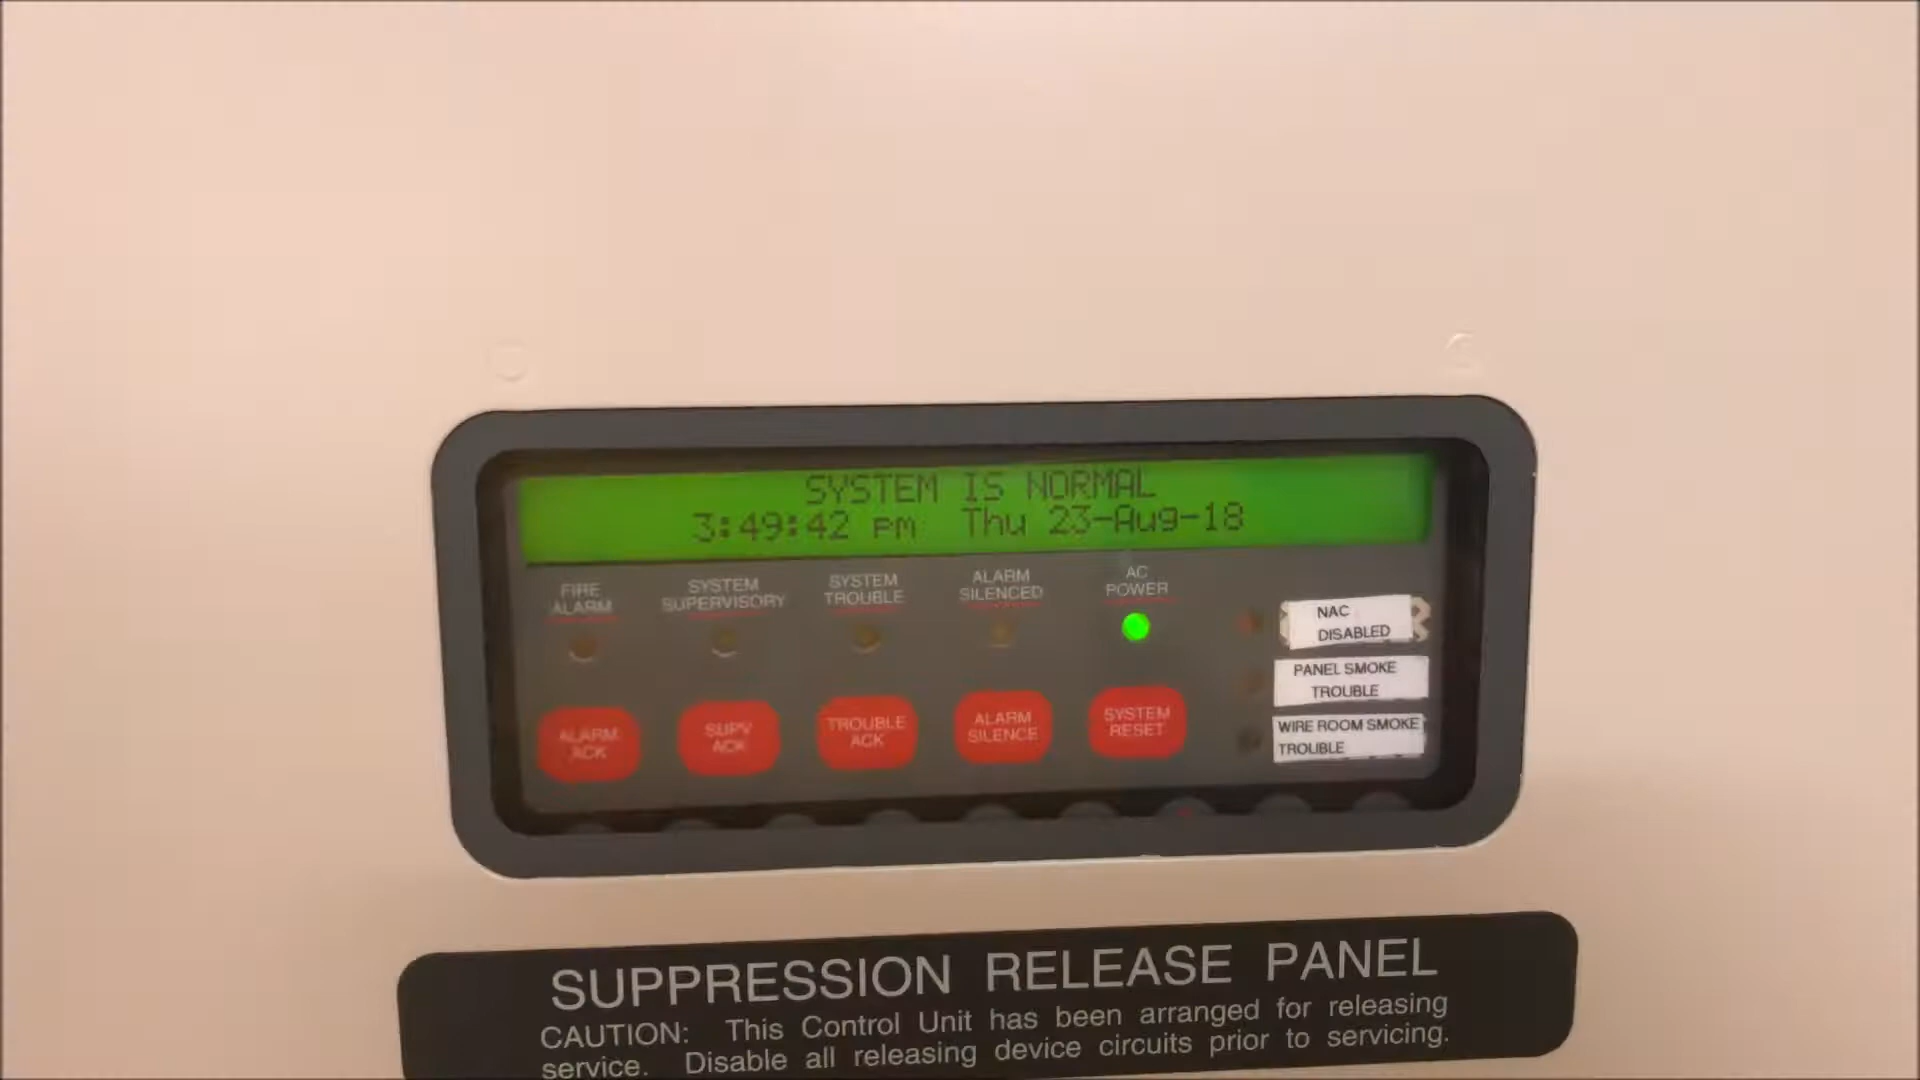 SYSTEM IS NORMAL
3:49:42 pm Thu 23-Aug-18
FIRE
ALARM
SYSTEM
SUPERVISORY
SYSTEM
TROUBLE
ALARM
SILENCED
AC
POWER
NAC
DISABLED
PANEL SMOKE
TROUBLE
WIRE ROOM SMOKE
TROUBLE
ALARM
ACK
SUPV
ACK
TROUBLE
ACK
ALARM
SILENCE
SYSTEM
RESET
SUPPRESSION RELEASE PANEL
CAUTION: This Control Unit has been arranged for releasing
service. Disable all releasing device circuits prior to servicing.